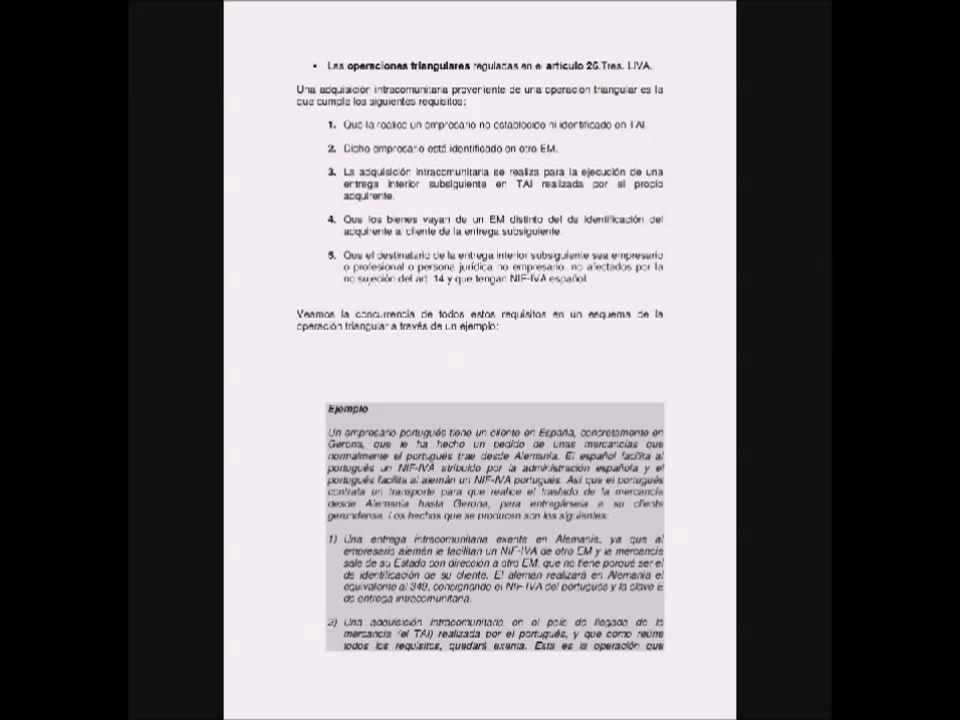 • Las operaciones triangulares reguladas en el artículo 26.Tres. LIVA.
Una adquisición intracomunitaria proveniente de una operación triangular es la
que cumple los siguientes requisitos:
1. Que la realice un empresario no establecido ni identificado en TAI.
2. Dicho empresario está identificado en otro EM.
3. La adquisición intracomunitaria se realiza para la ejecución de una
entrega interior subsiguiente en TAI realizada por el propio
adquirente.
4. Que los bienes vayan de un EM distinto del de identificación del
adquirente al cliente de la entrega subsiguiente.
5. Que el destinatario de la entrega interior subsiguiente sea empresario
o profesional o persona jurídica no empresario, no afectados por la
no sujeción del art. 14 y que tengan NIF-IVA español.
Veamos la concurrencia de todos estos requisitos en un esquema de la
operación triangular a través de un ejemplo:
Ejemplo
Un empresario portugués tiene un cliente en España, concretamente en
Gerona, que le ha hecho un pedido de unas mercancías que
normalmente el portugués trae desde Alemania. El español facilita al
portugués un NIF-IVA atribuido por la administración española y el
portugués facilita al alemán un NIF-IVA portugués. Así que el portugués
contrata un transporte para que realice el traslado de la mercancía
desde Alemania hasta Gerona, para entregársela a su cliente
gerundense. Los hechos que se producen son los siguientes:
1) Una entrega intracomunitaria exenta en Alemania, ya que al
empresario alemán le facilitan un NIF-IVA de otro EM y la mercancía
sale de su Estado con dirección a otro EM, que no tiene porqué ser el
de identificación de su cliente. El alemán realizará en Alemania el
equivalente al 349, consignando el NIF-IVA del portugués y la clave E
de entrega intracomunitaria.
2) Una adquisición intracomunitaria en el país de llegada de la
mercancía (el TAI) realizada por el portugués, y que como reúne
todos los requisitos, quedará exenta. Esta es la operación que